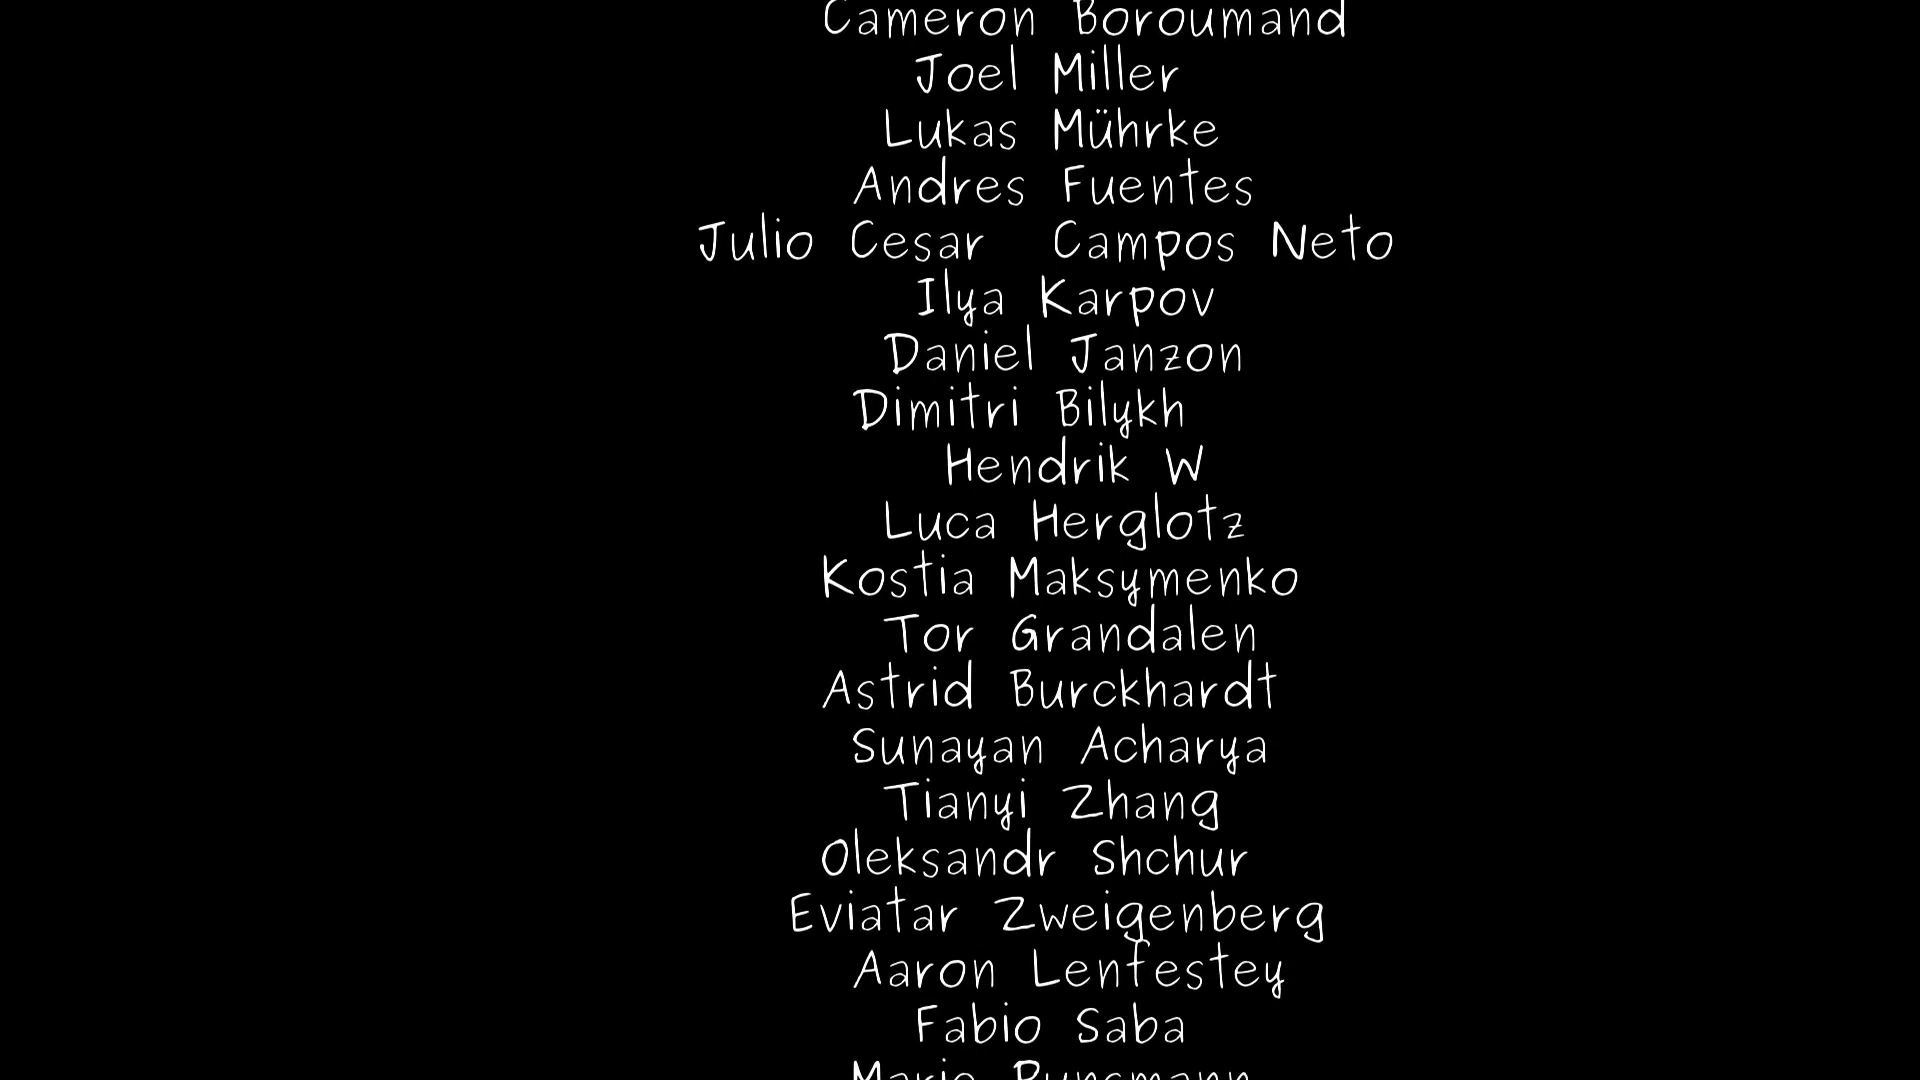 Cameron Boroumand
Joel Miller
Lukas Mührke
Andres Fuentes
Julio Cesar  Campos Neto
Ilya Karpov
Daniel Janzon
Dimitri Bilykh
Hendrik W
Luca Herglotz
Kostia Maksymenko
Tor Grandalen
Astrid Burckhardt
Sunayan Acharya
Tianyi Zhang
Oleksandr Shchur
Eviatar Zweigenberg
Aaron Lenfestey
Fabio Saba